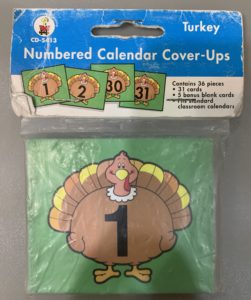 Turkey
CD-5413
Numbered Calendar Cover-Ups
1 2 30 31
Contains 36 pieces
• 31 cards
• 5 bonus blank cards
• Fits standard
classroom calendars
1